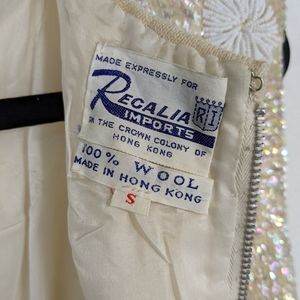 MADE EXPRESSLY FOR
REGALIA RI
IMPORTS
IN THE CROWN COLONY OF
HONG KONG
100% WOOL
MADE IN HONG KONG
S